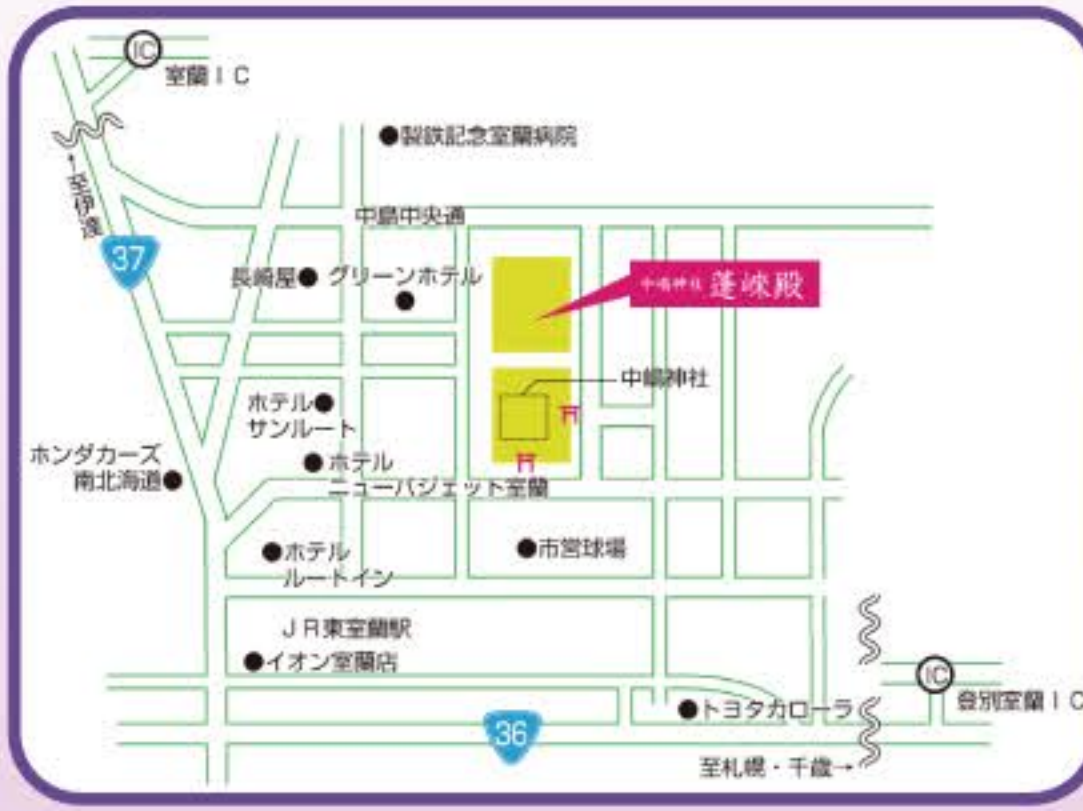 IC
室蘭IC
●製鉄記念室蘭病院
←至伊達
中島中央通
37
長崎屋●
グリーンホテル
●
中嶋神社 蓬崍殿
中嶋神社
ホテル●
サンルート
ホンダカーズ
南北海道●
●ホテル
ニューバジェット室蘭
●ホテル
ルートイン
●市営球場
JR東室蘭駅
●イオン室蘭店
IC
登別室蘭IC
●トヨタカローラ
36
至札幌・千歳→